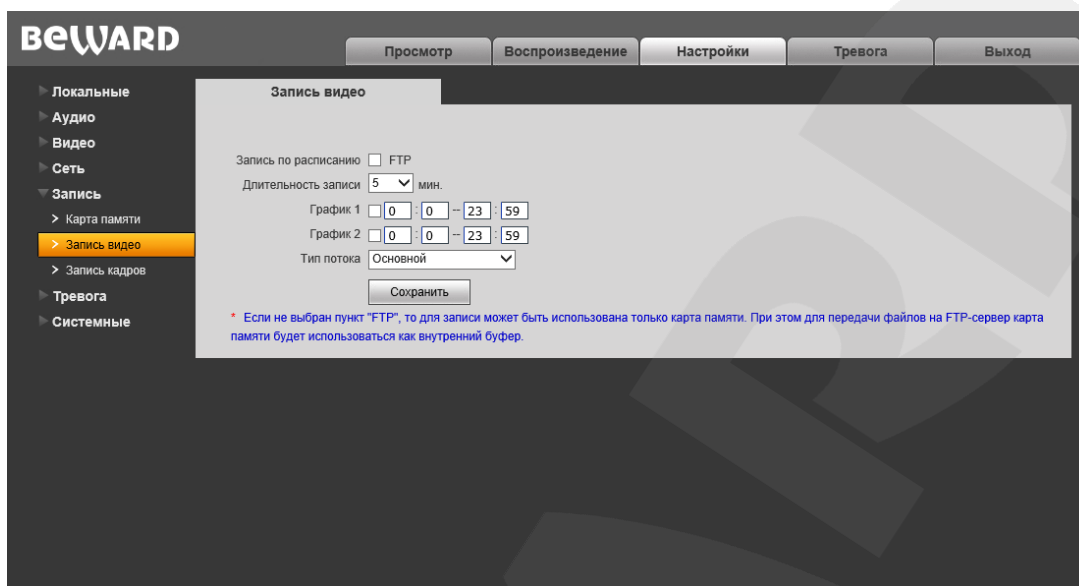 BEWARD
Просмотр
Воспроизведение
Настройки
Тревога
Выход
Локальные
Аудио
Видео
Сеть
Запись
> Карта памяти
> Запись видео
> Запись кадров
Тревога
Системные
Запись видео
Запись по расписанию FTP
Длительность записи 5 мин.
График 1 0 : 0 -- 23 : 59
График 2 0 : 0 -- 23 : 59
Тип потока Основной
Сохранить
* Если не выбран пункт "FTP", то для записи может быть использована только карта памяти. При этом для передачи файлов на FTP-сервер карта
памяти будет использоваться как внутренний буфер.